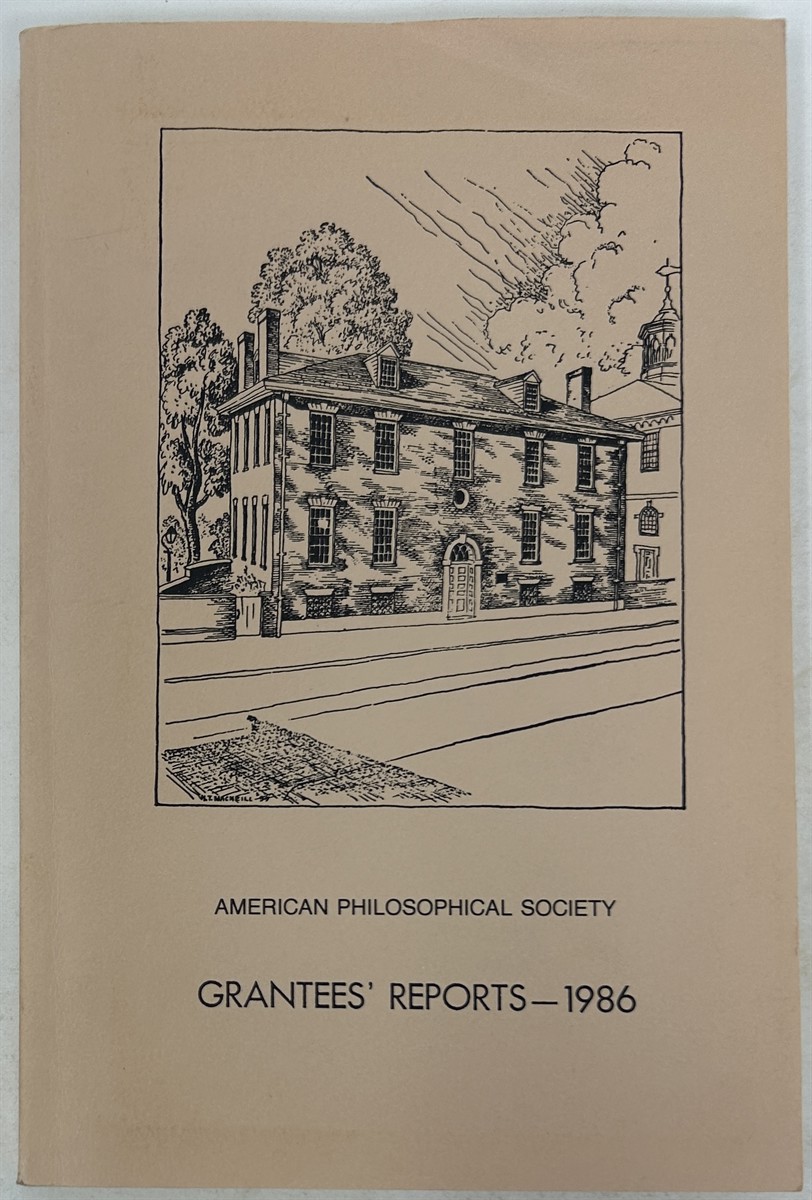 AMERICAN PHILOSOPHICAL SOCIETY
GRANTEES' REPORTS—1986